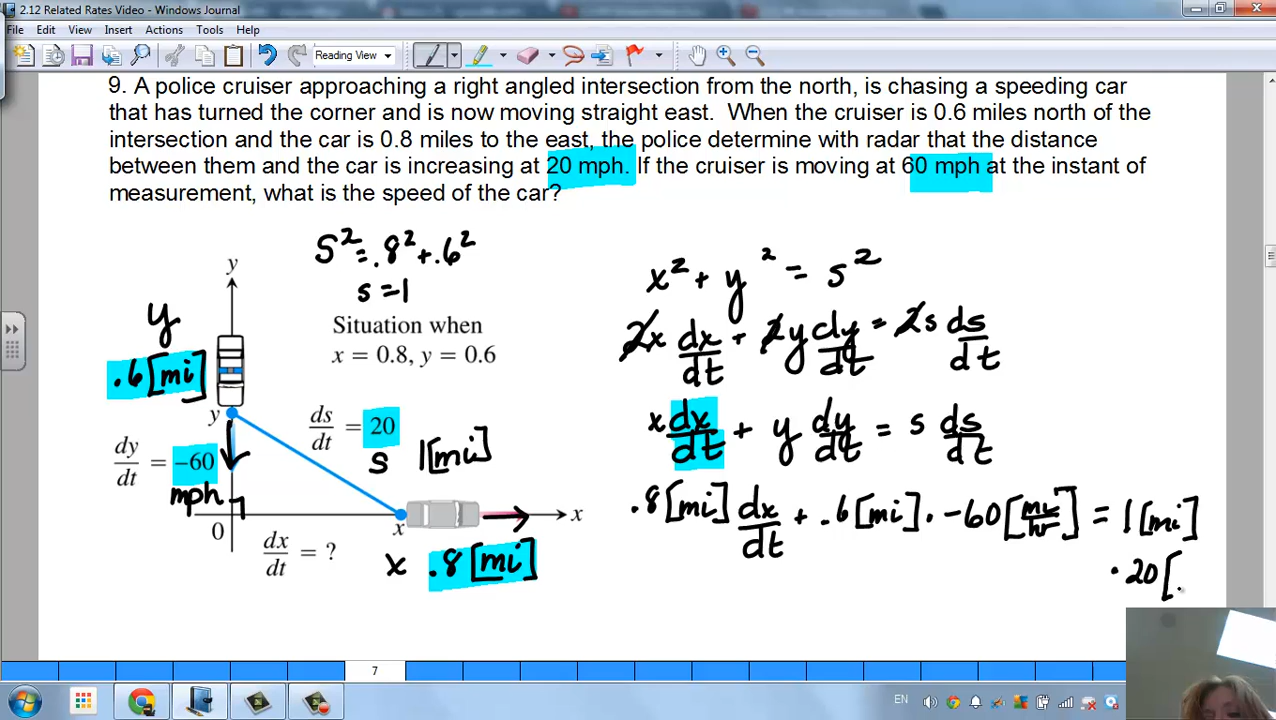 2.12 Related Rates Video - Windows Journal
File Edit View Insert Actions Tools Help
Reading View
9. A police cruiser approaching a right angled intersection from the north, is chasing a speeding car
that has turned the corner and is now moving straight east. When the cruiser is 0.6 miles north of the
intersection and the car is 0.8 miles to the east, the police determine with radar that the distance
between them and the car is increasing at 20 mph. If the cruiser is moving at 60 mph at the instant of
measurement, what is the speed of the car?
S² = .8² + .6²
s = 1
Situation when
x = 0.8, y = 0.6
y
y
.6 [mi]
y
ds/dt = 20
s 1[mi]
dy/dt = –60
mph
0
x
x
dx/dt = ?
x .8 [mi]
x² + y² = s²
2x dx/dt + 2y dy/dt = 2s ds/dt
x dx/dt + y dy/dt = s ds/dt
.8[mi] dx/dt + .6[mi] · -60[mi/hr] = 1[mi]
· 20[
7
EN